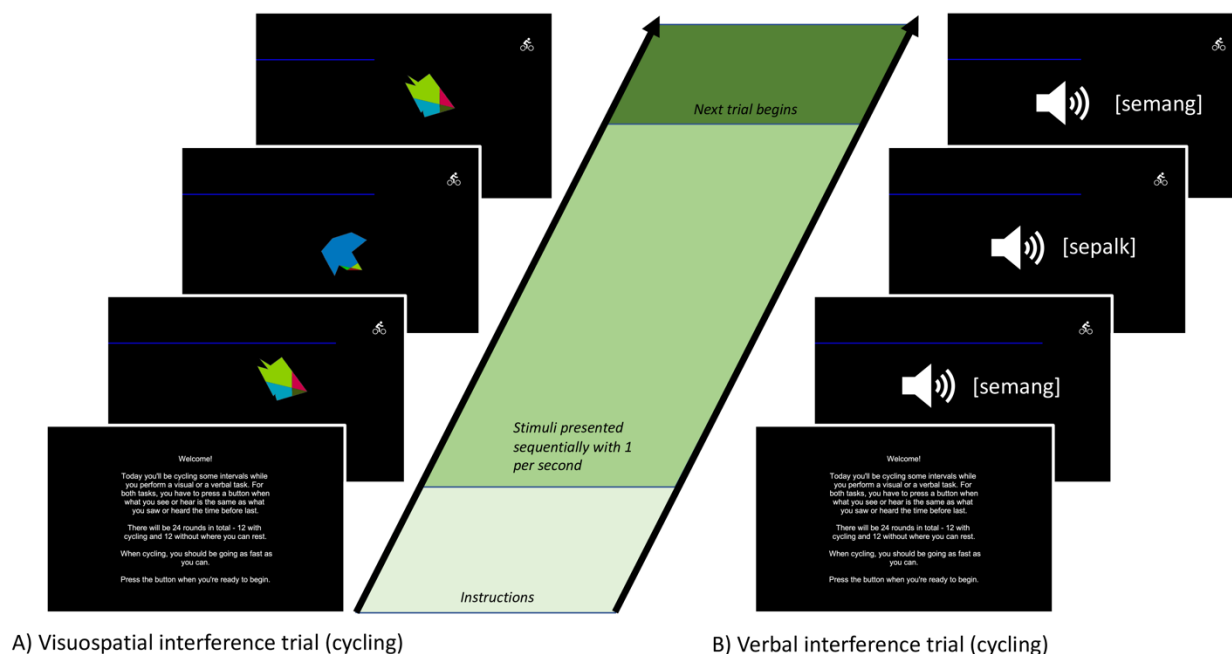 [semang]
Next trial begins
[sepalk]
[semang]
Stimuli presented
sequentially with 1
per second
Welcome!
Today you'll be cycling some intervals while
you perform a visual or a verbal task. For
both tasks, you have to press a button when
what you see or hear is the same as what
you saw or heard the time before last.
There will be 24 rounds in total - 12 with
cycling and 12 without where you can rest.
When cycling, you should be going as fast as
you can.
Press the button when you're ready to begin.
Instructions
Welcome!
Today you'll be cycling some intervals while
you perform a visual or a verbal task. For
both tasks, you have to press a button when
what you see or hear is the same as what
you saw or heard the time before last.
There will be 24 rounds in total - 12 with
cycling and 12 without where you can rest.
When cycling, you should be going as fast as
you can.
Press the button when you're ready to begin.
A) Visuospatial interference trial (cycling)
B) Verbal interference trial (cycling)